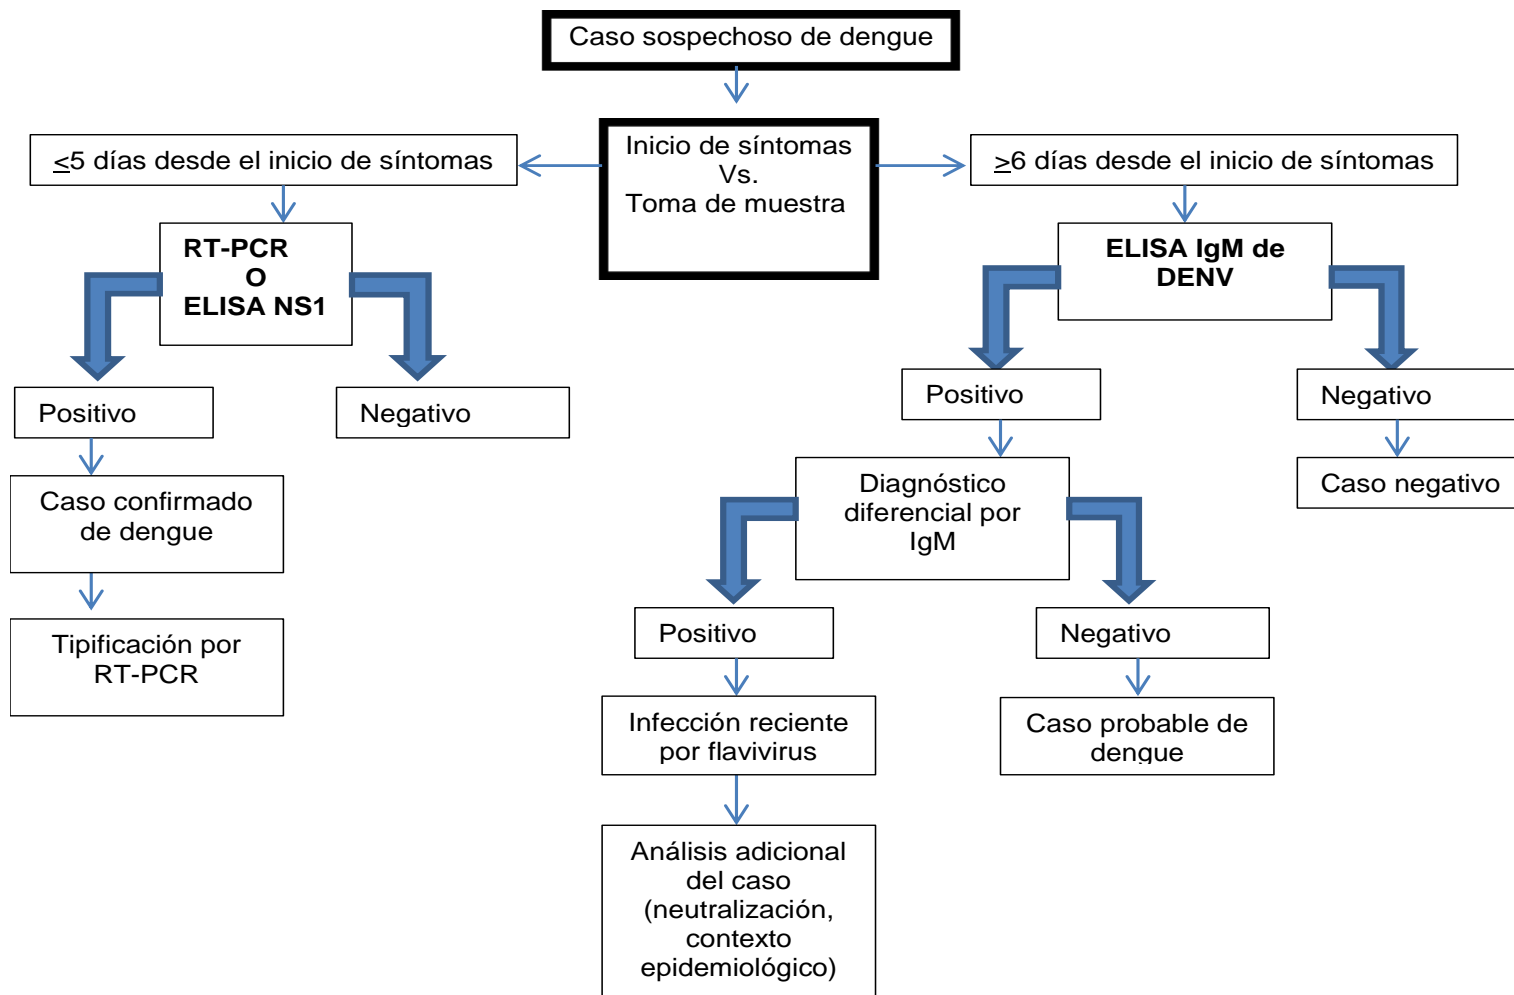 Caso sospechoso de dengue
Inicio de síntomas
Vs.
Toma de muestra
≤5 días desde el inicio de síntomas
≥6 días desde el inicio de síntomas
RT-PCR
O
ELISA NS1
ELISA IgM de
DENV
Positivo
Negativo
Positivo
Negativo
Caso confirmado
de dengue
Diagnóstico
diferencial por
IgM
Caso negativo
Tipificación por
RT-PCR
Positivo
Negativo
Infección reciente
por flavivirus
Caso probable de
dengue
Análisis adicional
del caso
(neutralización,
contexto
epidemiológico)